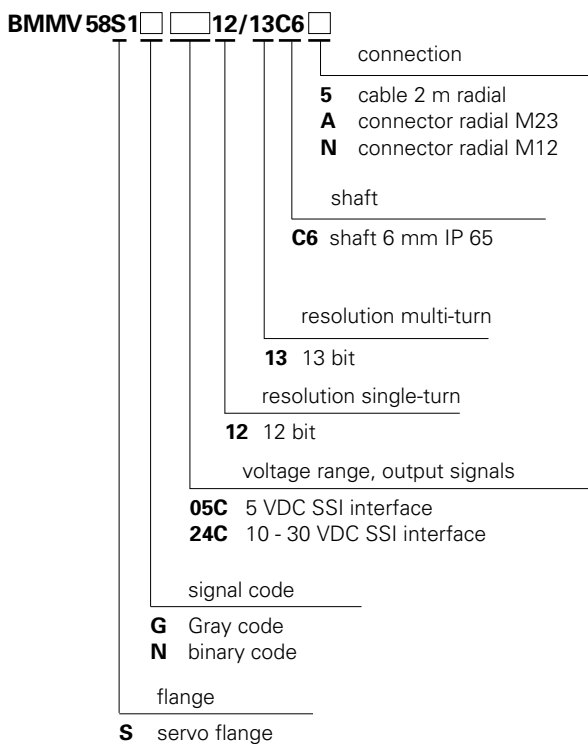 BMMV 58S1 12/13C6
connection
5 cable 2 m radial
A connector radial M23
N connector radial M12
shaft
C6 shaft 6 mm IP 65
resolution multi-turn
13 13 bit
resolution single-turn
12 12 bit
voltage range, output signals
05C 5 VDC SSI interface
24C 10 - 30 VDC SSI interface
signal code
G Gray code
N binary code
flange
S servo flange